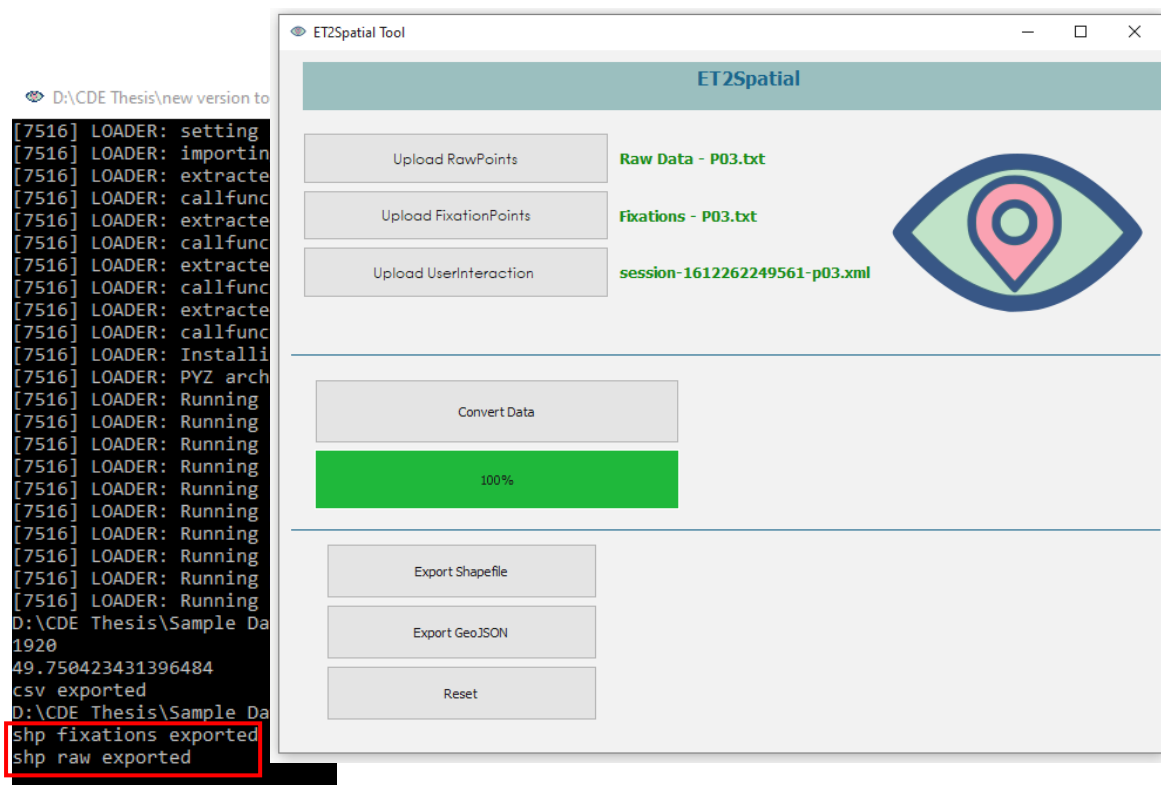 ET2Spatial Tool
ET2Spatial
Upload RawPoints
Raw Data - P03.txt
Upload FixationPoints
Fixations - P03.txt
Upload UserInteraction
session-1612262249561-p03.xml
Convert Data
100%
Export Shapefile
Export GeoJSON
Reset
D:\CDE Thesis\new version to
[7516] LOADER: setting
[7516] LOADER: importin
[7516] LOADER: extracte
[7516] LOADER: callfunc
[7516] LOADER: extracte
[7516] LOADER: callfunc
[7516] LOADER: extracte
[7516] LOADER: callfunc
[7516] LOADER: extracte
[7516] LOADER: callfunc
[7516] LOADER: Installi
[7516] LOADER: PYZ arch
[7516] LOADER: Running
[7516] LOADER: Running
[7516] LOADER: Running
[7516] LOADER: Running
[7516] LOADER: Running
[7516] LOADER: Running
[7516] LOADER: Running
[7516] LOADER: Running
[7516] LOADER: Running
[7516] LOADER: Running
D:\CDE Thesis\Sample Da
1920
49.750423431396484
csv exported
D:\CDE Thesis\Sample Da
shp fixations exported
shp raw exported